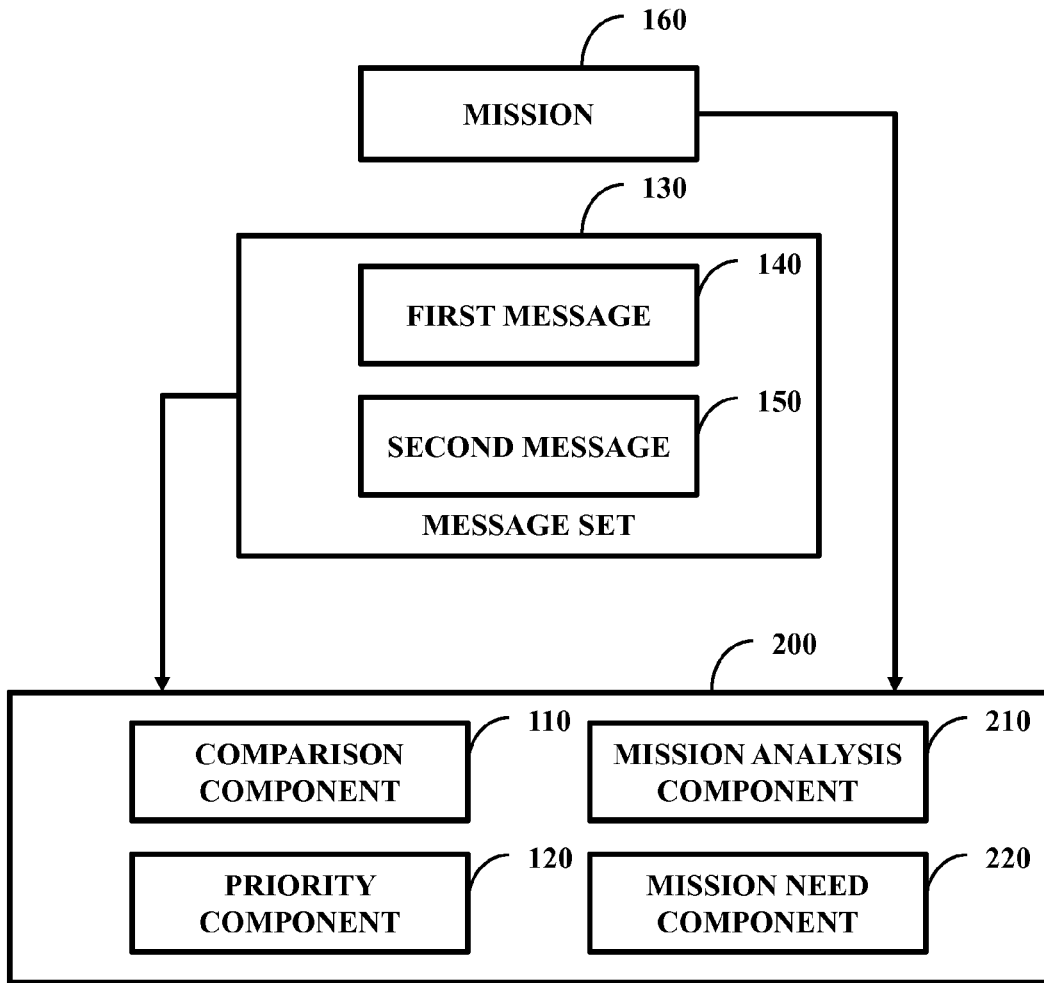 160
MISSION
130
140
FIRST MESSAGE
150
SECOND MESSAGE
MESSAGE SET
200
110
COMPARISON
COMPONENT
210
MISSION ANALYSIS
COMPONENT
120
PRIORITY
COMPONENT
220
MISSION NEED
COMPONENT